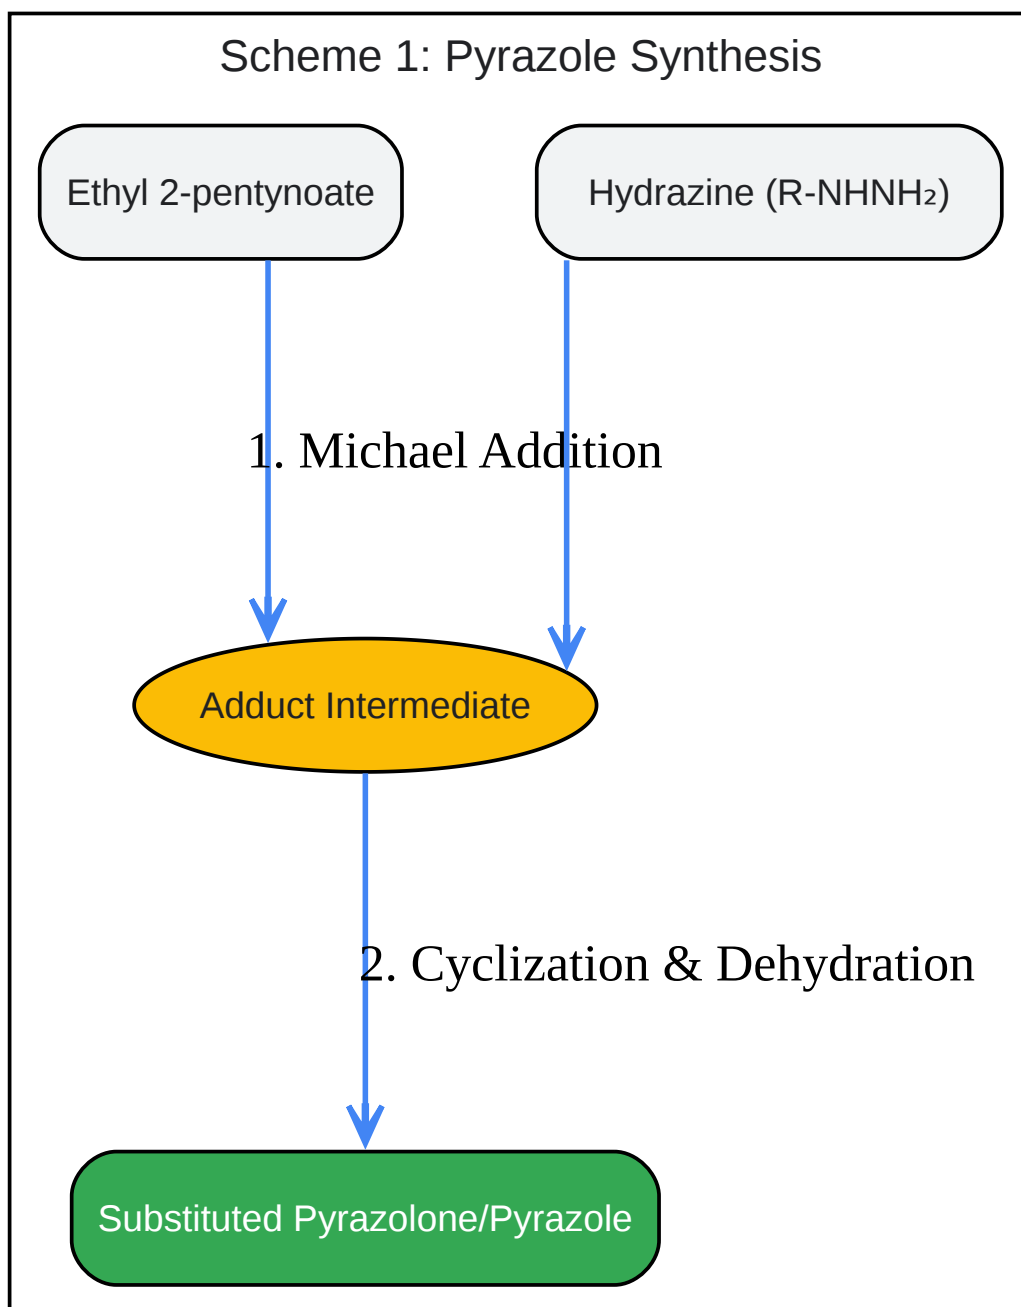 Scheme 1: Pyrazole Synthesis
Ethyl 2-pentynoate
Hydrazine (R-NHNH₂)
1. Michael Addition
Adduct Intermediate
2. Cyclization & Dehydration
Substituted Pyrazolone/Pyrazole